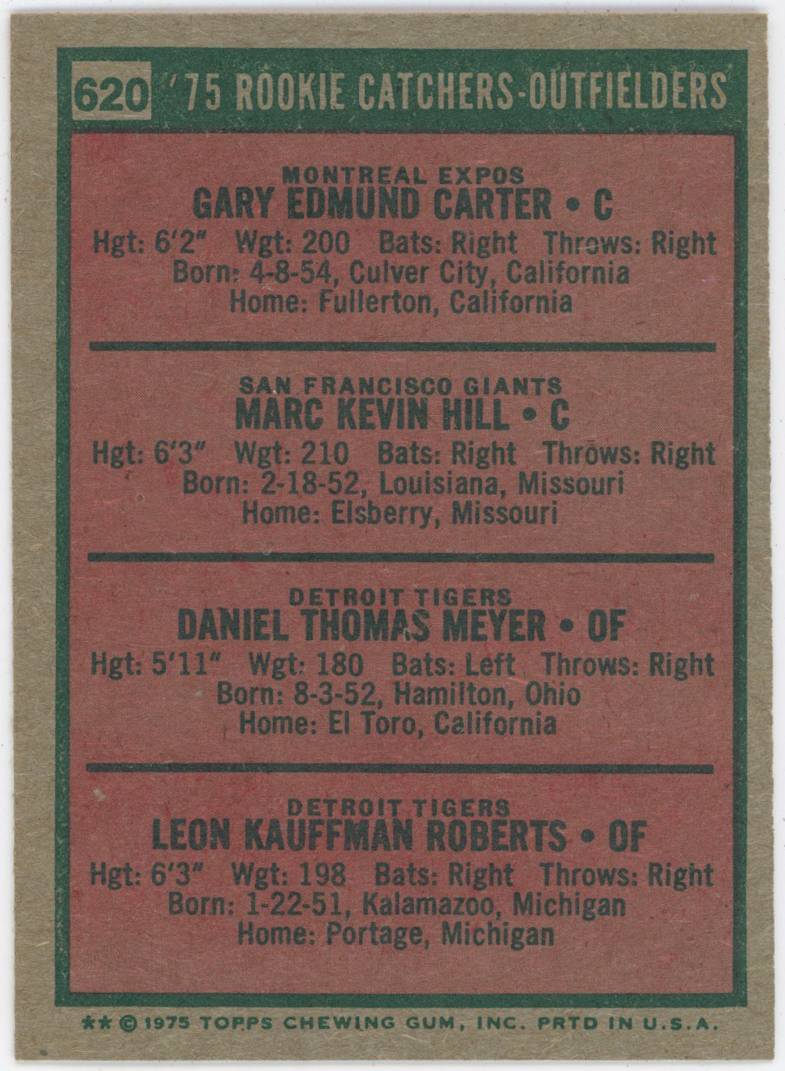 620 '75 ROOKIE CATCHERS-OUTFIELDERS
MONTREAL EXPOS
GARY EDMUND CARTER • C
Hgt: 6'2" Wgt: 200 Bats: Right Throws: Right
Born: 4-8-54, Culver City, California
Home: Fullerton, California
SAN FRANCISCO GIANTS
MARC KEVIN HILL • C
Hgt: 6'3" Wgt: 210 Bats: Right Throws: Right
Born: 2-18-52, Louisiana, Missouri
Home: Elsberry, Missouri
DETROIT TIGERS
DANIEL THOMAS MEYER • OF
Hgt: 5'11" Wgt: 180 Bats: Left Throws: Right
Born: 8-3-52, Hamilton, Ohio
Home: El Toro, California
DETROIT TIGERS
LEON KAUFFMAN ROBERTS • OF
Hgt: 6'3" Wgt: 198 Bats: Right Throws: Right
Born: 1-22-51, Kalamazoo, Michigan
Home: Portage, Michigan
** © 1975 TOPPS CHEWING GUM, INC. PRTD IN U.S.A.